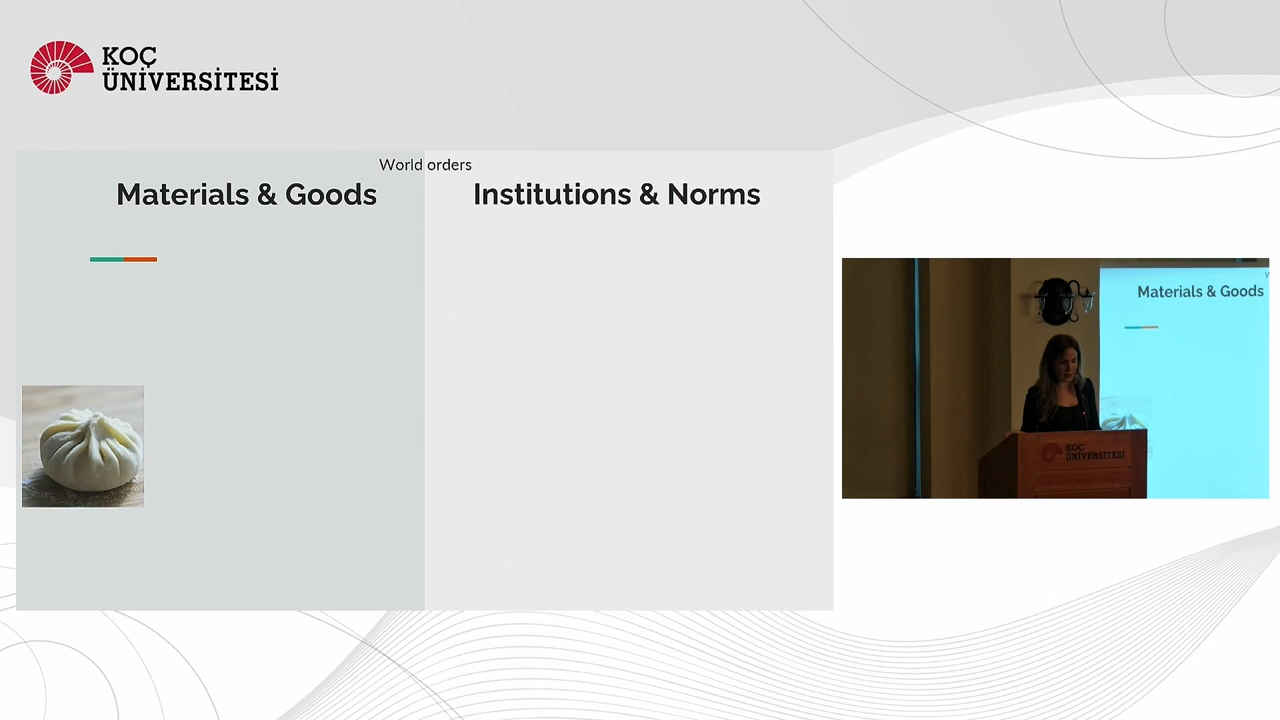 KOÇ
ÜNİVERSİTESİ
World orders
Materials & Goods
Institutions & Norms
Materials & Goods
KOÇ
ÜNİVERSİTESİ